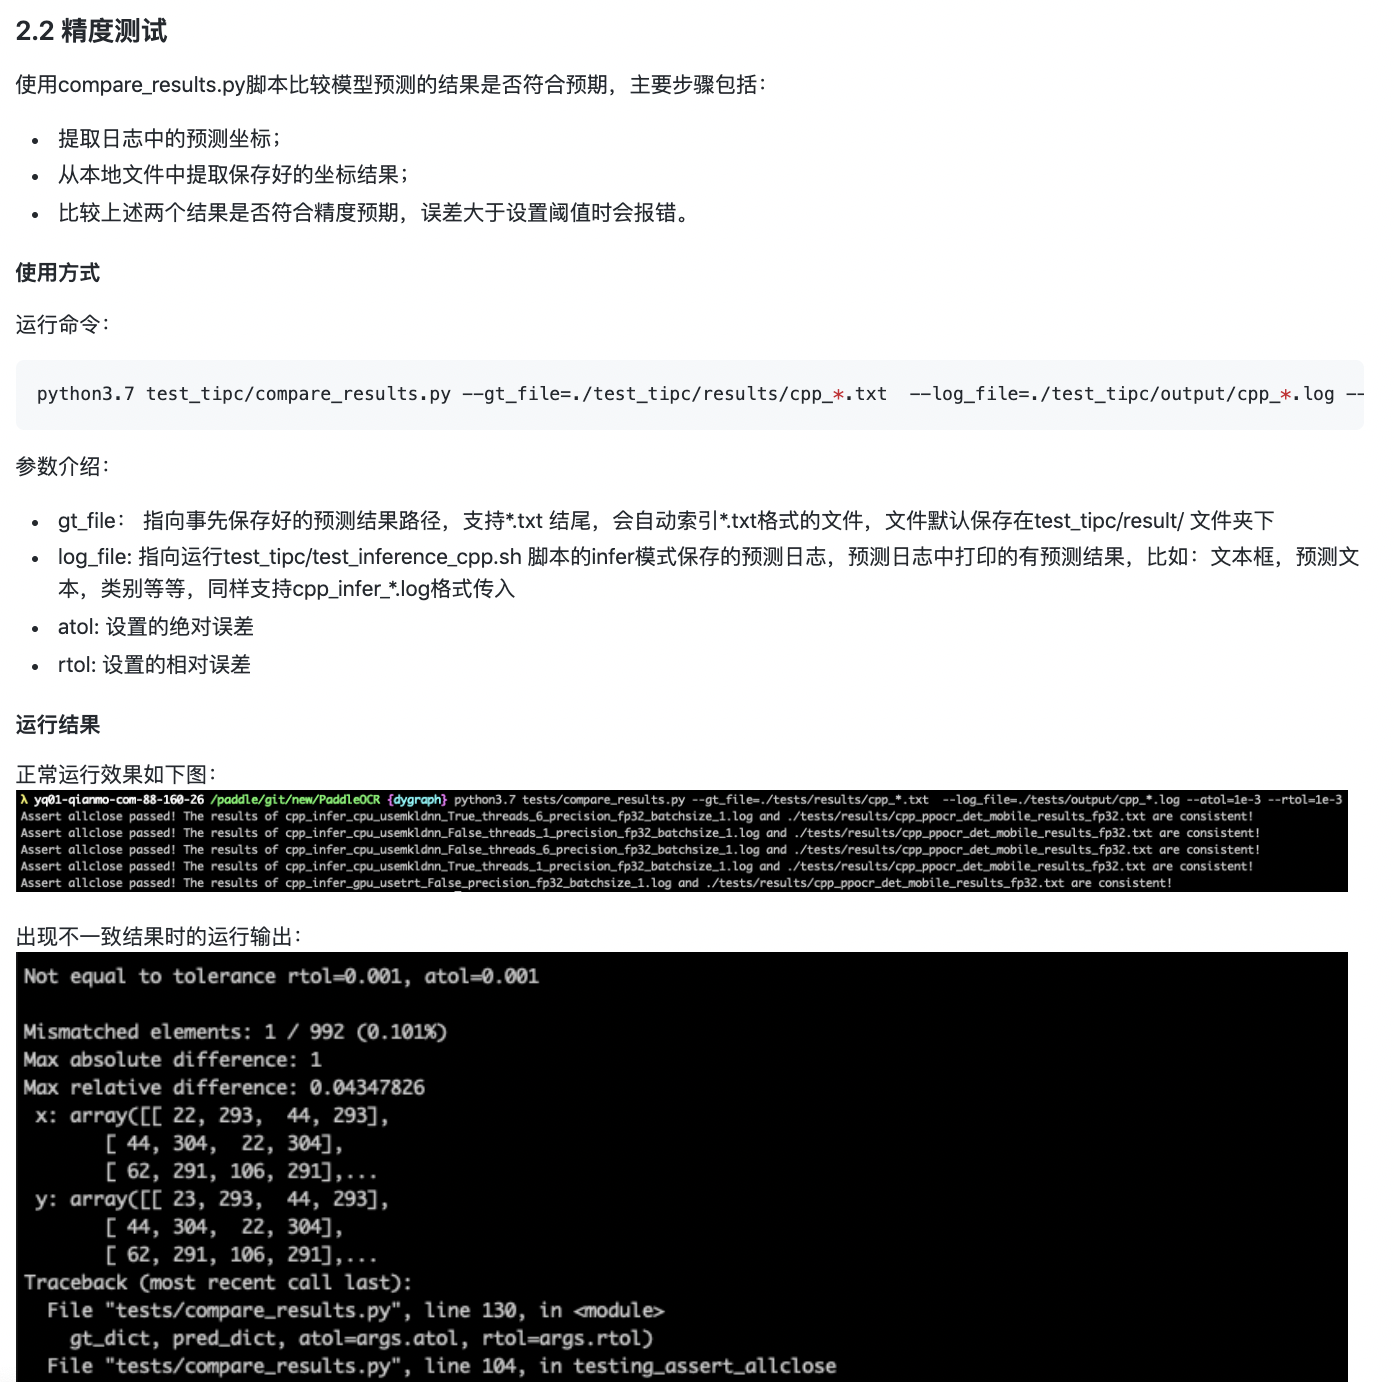 2.2 精度测试
使用compare_results.py脚本比较模型预测的结果是否符合预期，主要步骤包括：
• 提取日志中的预测坐标；
• 从本地文件中提取保存好的坐标结果；
• 比较上述两个结果是否符合精度预期，误差大于设置阈值时会报错。
使用方式
运行命令：
python3.7 test_tipc/compare_results.py --gt_file=./test_tipc/results/cpp_*.txt  --log_file=./test_tipc/output/cpp_*.log --
参数介绍：
• gt_file： 指向事先保存好的预测结果路径，支持*.txt 结尾，会自动索引*.txt格式的文件，文件默认保存在test_tipc/result/ 文件夹下
• log_file: 指向运行test_tipc/test_inference_cpp.sh 脚本的infer模式保存的预测日志，预测日志中打印的有预测结果，比如：文本框，预测文
本，类别等等，同样支持cpp_infer_*.log格式传入
• atol: 设置的绝对误差
• rtol: 设置的相对误差
运行结果
正常运行效果如下图：
λ yq01-qianmo-com-88-160-26 /paddle/git/new/PaddleOCR {dygraph} python3.7 tests/compare_results.py --gt_file=./tests/results/cpp_*.txt  --log_file=./tests/output/cpp_*.log --atol=1e-3 --rtol=1e-3
Assert allclose passed! The results of cpp_infer_cpu_usemkldnn_True_threads_6_precision_fp32_batchsize_1.log and ./tests/results/cpp_ppocr_det_mobile_results_fp32.txt are consistent!
Assert allclose passed! The results of cpp_infer_cpu_usemkldnn_False_threads_1_precision_fp32_batchsize_1.log and ./tests/results/cpp_ppocr_det_mobile_results_fp32.txt are consistent!
Assert allclose passed! The results of cpp_infer_cpu_usemkldnn_False_threads_6_precision_fp32_batchsize_1.log and ./tests/results/cpp_ppocr_det_mobile_results_fp32.txt are consistent!
Assert allclose passed! The results of cpp_infer_cpu_usemkldnn_True_threads_1_precision_fp32_batchsize_1.log and ./tests/results/cpp_ppocr_det_mobile_results_fp32.txt are consistent!
Assert allclose passed! The results of cpp_infer_gpu_usetrt_False_precision_fp32_batchsize_1.log and ./tests/results/cpp_ppocr_det_mobile_results_fp32.txt are consistent!
出现不一致结果时的运行输出：
Not equal to tolerance rtol=0.001, atol=0.001
Mismatched elements: 1 / 992 (0.101%)
Max absolute difference: 1
Max relative difference: 0.04347826
x: array([[ 22, 293,  44, 293],
[ 44, 304,  22, 304],
[ 62, 291, 106, 291],...
y: array([[ 23, 293,  44, 293],
[ 44, 304,  22, 304],
[ 62, 291, 106, 291],...
Traceback (most recent call last):
File "tests/compare_results.py", line 130, in <module>
gt_dict, pred_dict, atol=args.atol, rtol=args.rtol)
File "tests/compare_results.py", line 104, in testing_assert_allclose